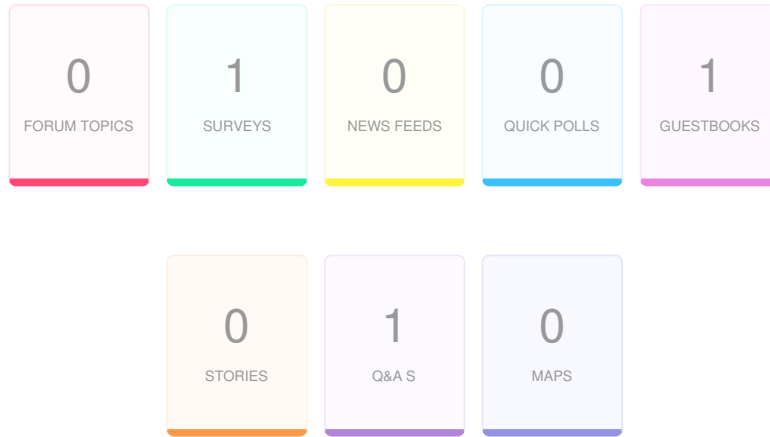 0 1 0 0 1
FORUM TOPICS SURVEYS NEWS FEEDS QUICK POLLS GUESTBOOKS
0 1 0
STORIES Q&A S MAPS